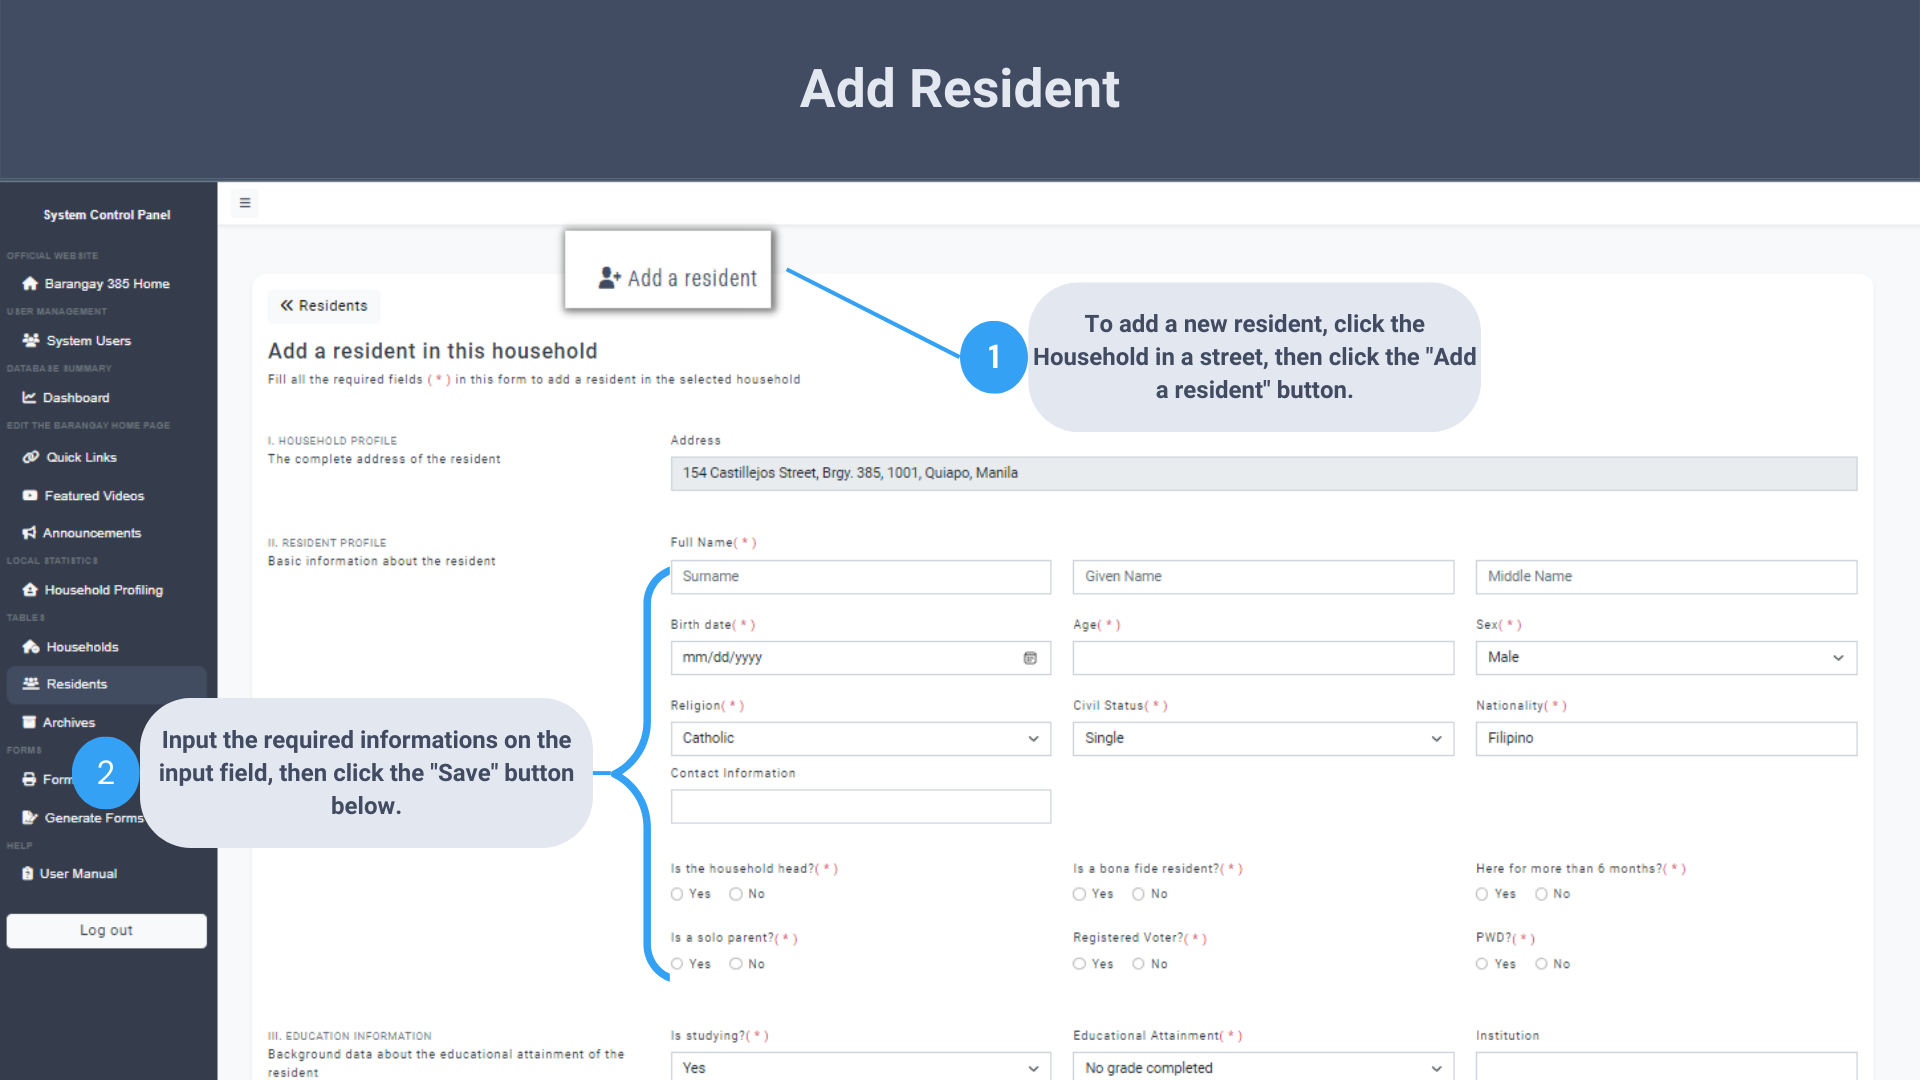 Add Resident
System Control Panel
OFFICIAL WEBSITE
Barangay 385 Home
USER MANAGEMENT
System Users
DATABASE SUMMARY
Dashboard
EDIT THE BARANGAY HOME PAGE
Quick Links
Featured Videos
Announcements
LOCAL STATISTICS
Household Profiling
TABLES
Households
Residents
Archives
FORMS
Generate Forms
HELP
User Manual
Log out
Add a resident
1
To add a new resident, click the
Household in a street, then click the "Add
a resident" button.
2
Input the required informations on the
input field, then click the "Save" button
below.
Residents
Add a resident in this household
Fill all the required fields ( * ) in this form to add a resident in the selected household
I. HOUSEHOLD PROFILE
The complete address of the resident
Address
154 Castillejos Street, Brgy. 385, 1001, Quiapo, Manila
II. RESIDENT PROFILE
Basic information about the resident
Full Name( * )
Surname Given Name Middle Name
Birth date( * ) Age( * ) Sex( * )
mm/dd/yyyy Male
Religion( * ) Civil Status( * ) Nationality( * )
Catholic Single Filipino
Contact Information
Is the household head?( * ) Is a bona fide resident?( * ) Here for more than 6 months?( * )
Yes No Yes No Yes No
Is a solo parent?( * ) Registered Voter?( * ) PWD?( * )
Yes No Yes No Yes No
III. EDUCATION INFORMATION
Background data about the educational attainment of the
resident
Is studying?( * ) Educational Attainment( * ) Institution
Yes No grade completed